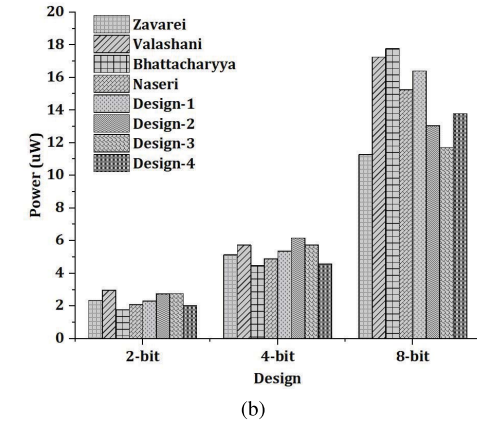 (b)
20
18
16
14
12
10
8
6
4
2
0
Power (uW)
Zavarei
Valashani
Bhattacharyya
Naseri
Design-1
Design-2
Design-3
Design-4
2-bit 4-bit 8-bit
Design
(b)